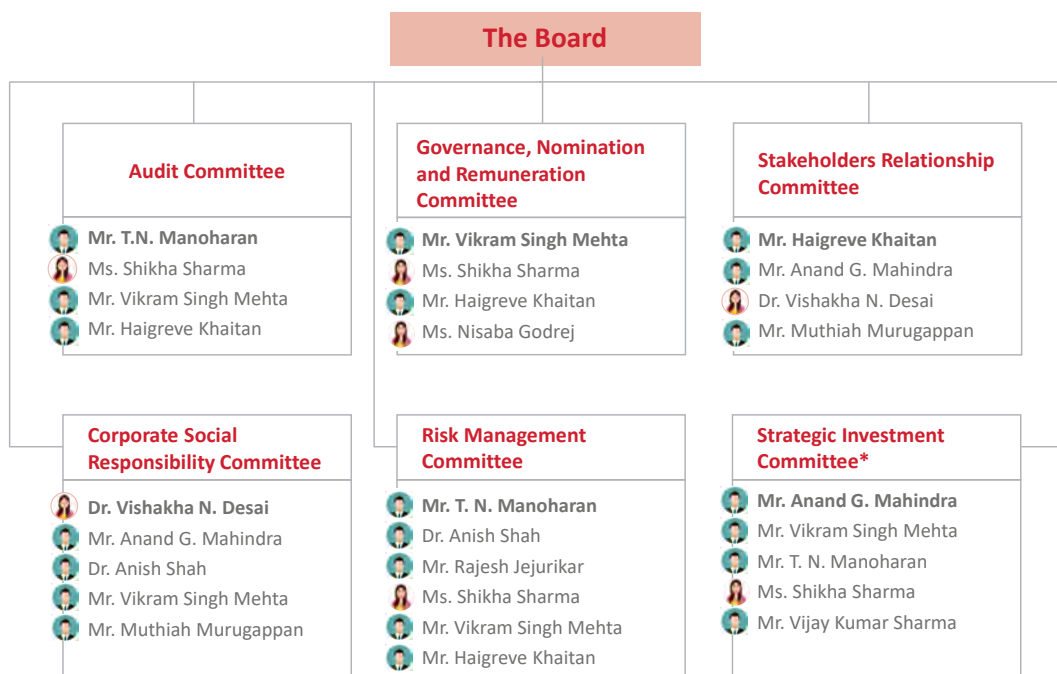 The Board
Audit Committee
Mr. T.N. Manoharan
Ms. Shikha Sharma
Mr. Vikram Singh Mehta
Mr. Haigreve Khaitan
Governance, Nomination
and Remuneration
Committee
Mr. Vikram Singh Mehta
Ms. Shikha Sharma
Mr. Haigreve Khaitan
Ms. Nisaba Godrej
Stakeholders Relationship
Committee
Mr. Haigreve Khaitan
Mr. Anand G. Mahindra
Dr. Vishakha N. Desai
Mr. Muthiah Murugappan
Corporate Social
Responsibility Committee
Dr. Vishakha N. Desai
Mr. Anand G. Mahindra
Dr. Anish Shah
Mr. Vikram Singh Mehta
Mr. Muthiah Murugappan
Risk Management
Committee
Mr. T. N. Manoharan
Dr. Anish Shah
Mr. Rajesh Jejurikar
Ms. Shikha Sharma
Mr. Vikram Singh Mehta
Mr. Haigreve Khaitan
Strategic Investment
Committee*
Mr. Anand G. Mahindra
Mr. Vikram Singh Mehta
Mr. T. N. Manoharan
Ms. Shikha Sharma
Mr. Vijay Kumar Sharma